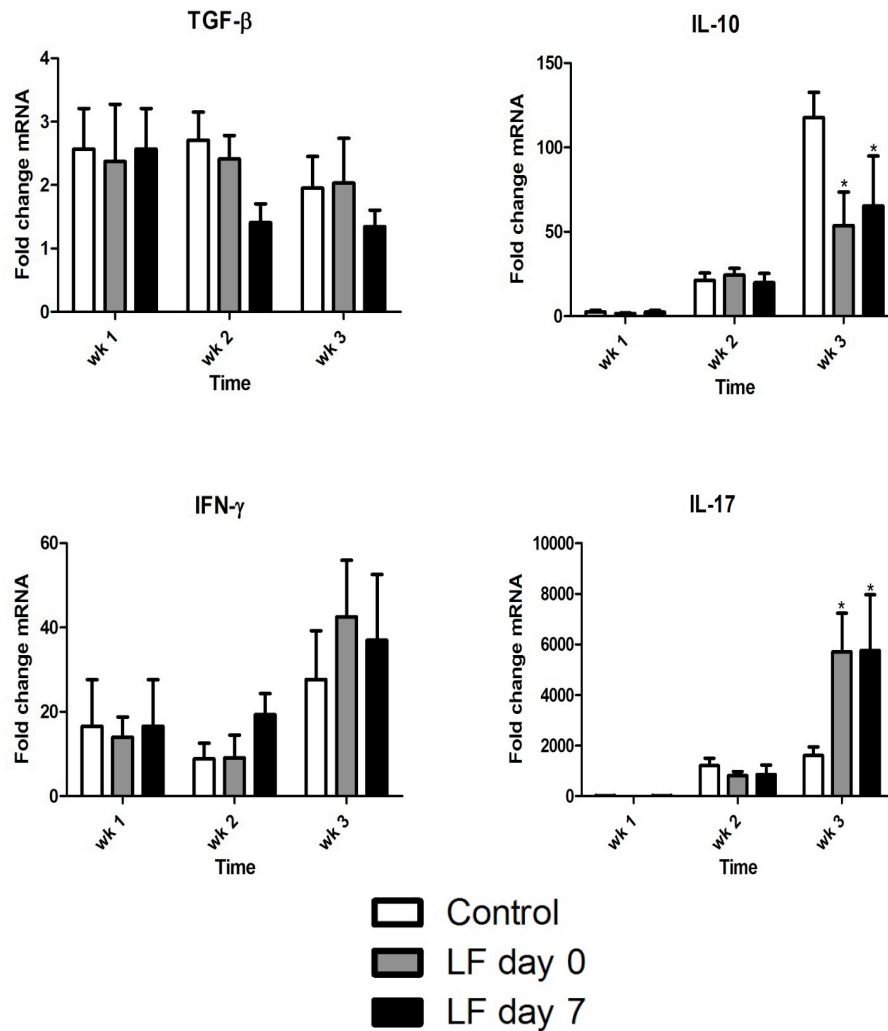 TGF-β
Fold change mRNA
4
3
2
1
0
wk 1
wk 2
wk 3
Time
IL-10
Fold change mRNA
150
100
50
0
*
*
wk 1
wk 2
wk 3
Time
IFN-γ
Fold change mRNA
60
40
20
0
wk 1
wk 2
wk 3
Time
IL-17
Fold change mRNA
10000
8000
6000
4000
2000
0
*
*
wk 1
wk 2
wk 3
Time
Control
LF day 0
LF day 7